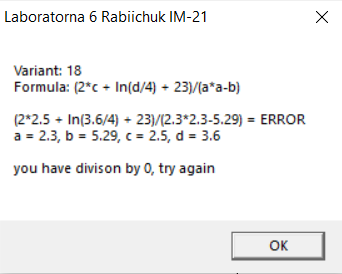 Laboratorna 6 Rabiichuk IM-21
Variant: 18
Formula: (2*c + ln(d/4) + 23)/(a*a-b)
(2*2.5 + ln(3.6/4) + 23)/(2.3*2.3-5.29) = ERROR
a = 2.3, b = 5.29, c = 2.5, d = 3.6
you have divison by 0, try again
OK